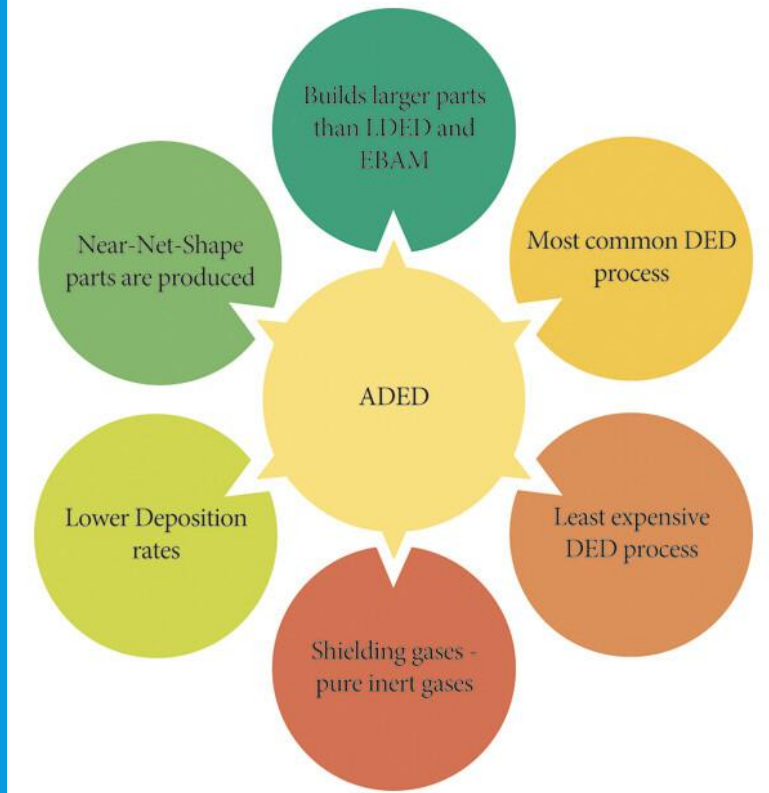 Builds larger parts
than LDED and
EBAM
Most common DED
process
Least expensive
DED process
Shielding gases -
pure inert gases
Lower Deposition
rates
Near-Net-Shape
parts are produced
ADED